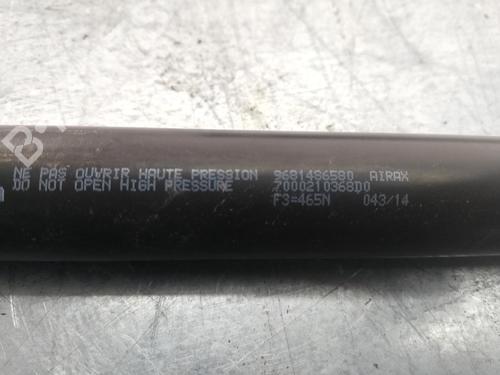 NE PAS OUVRIR HAUTE PRESSION 9681486580 AIRAX
DO NOT OPEN HIGH PRESSURE 7000210368D0
F3=465N 043/14